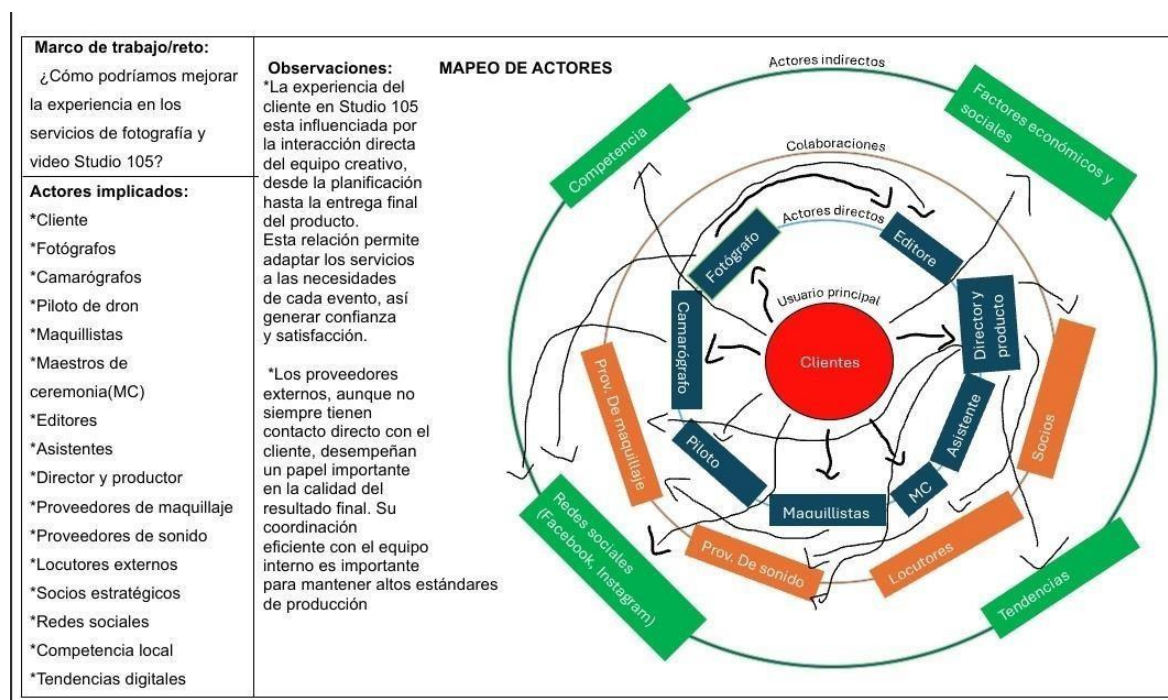 Marco de trabajo/reto:
¿Cómo podríamos mejorar
la experiencia en los
servicios de fotografía y
video Studio 105?
Actores implicados:
*Cliente
*Fotógrafos
*Camarógrafos
*Piloto de dron
*Maquillistas
*Maestros de
ceremonia(MC)
*Editores
*Asistentes
*Director y productor
*Proveedores de maquillaje
*Proveedores de sonido
*Locutores externos
*Socios estratégicos
*Redes sociales
*Competencia local
*Tendencias digitales
Observaciones:
*La experiencia del
cliente en Studio 105
esta influenciada por
la interacción directa
del equipo creativo,
desde la planificación
hasta la entrega final
del producto.
Esta relación permite
adaptar los servicios
a las necesidades
de cada evento, así
generar confianza
y satisfacción.
*Los proveedores
externos, aunque no
siempre tienen
contacto directo con el
cliente, desempeñan
un papel importante
en la calidad del
resultado final. Su
coordinación
eficiente con el equipo
interno es importante
para mantener altos estándares
de producción
MAPEO DE ACTORES
Actores indirectos
Competencia
Factores económicos y
sociales
Colaboraciones
Actores directos
Fotógrafo
Editore
Usuario principal
Camarógrafo
Clientes
Director y
producto
Prov. De maquillaje
Socios
Piloto
Asistente
MC
Maquillistas
Prov. De sonido
Locutores
Redes sociales
(Facebook, Instagram)
Tendencias